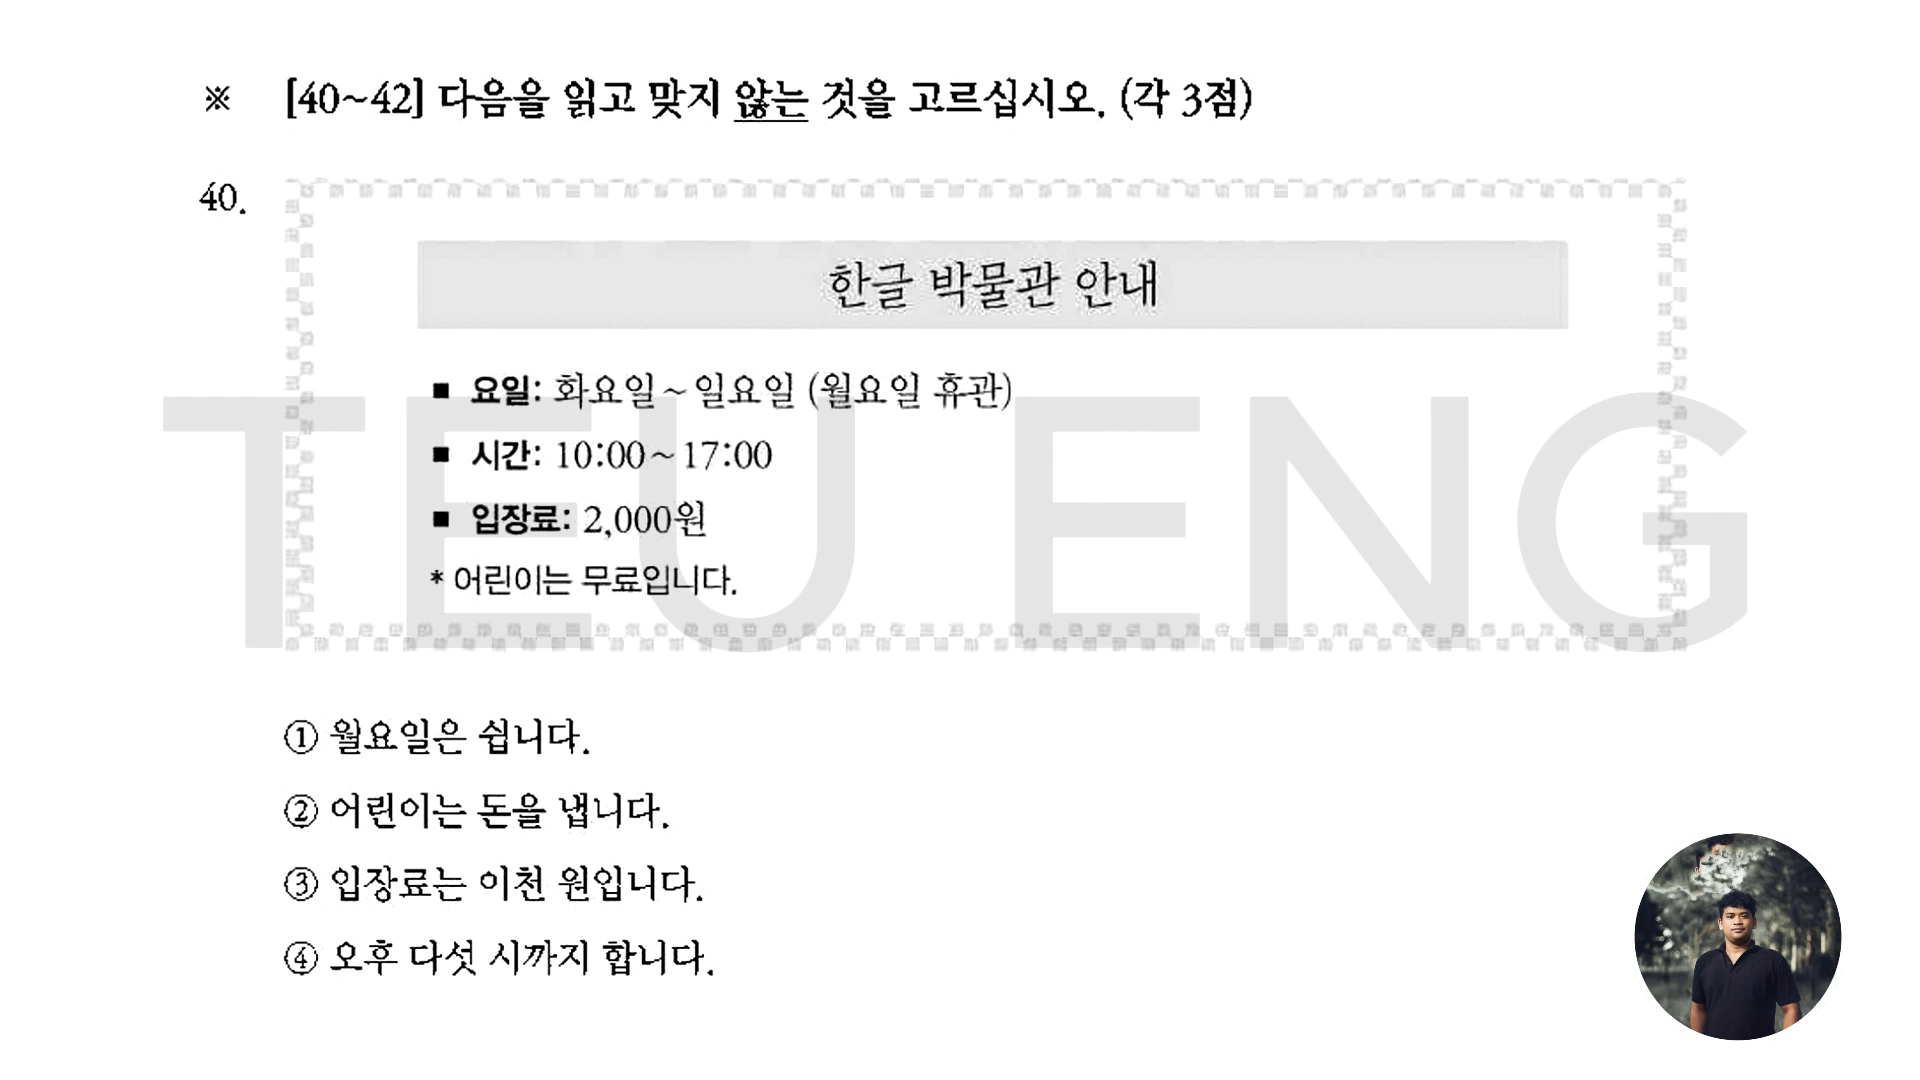 ※ [40~42] 다음을 읽고 맞지 않는 것을 고르십시오. (각 3점)
40.
한글 박물관 안내
■ 요일: 화요일~일요일 (월요일 휴관)
■ 시간: 10:00~17:00
■ 입장료: 2,000원
* 어린이는 무료입니다.
TEU ENG
① 월요일은 쉽니다.
② 어린이는 돈을 냅니다.
③ 입장료는 이천 원입니다.
④ 오후 다섯 시까지 합니다.